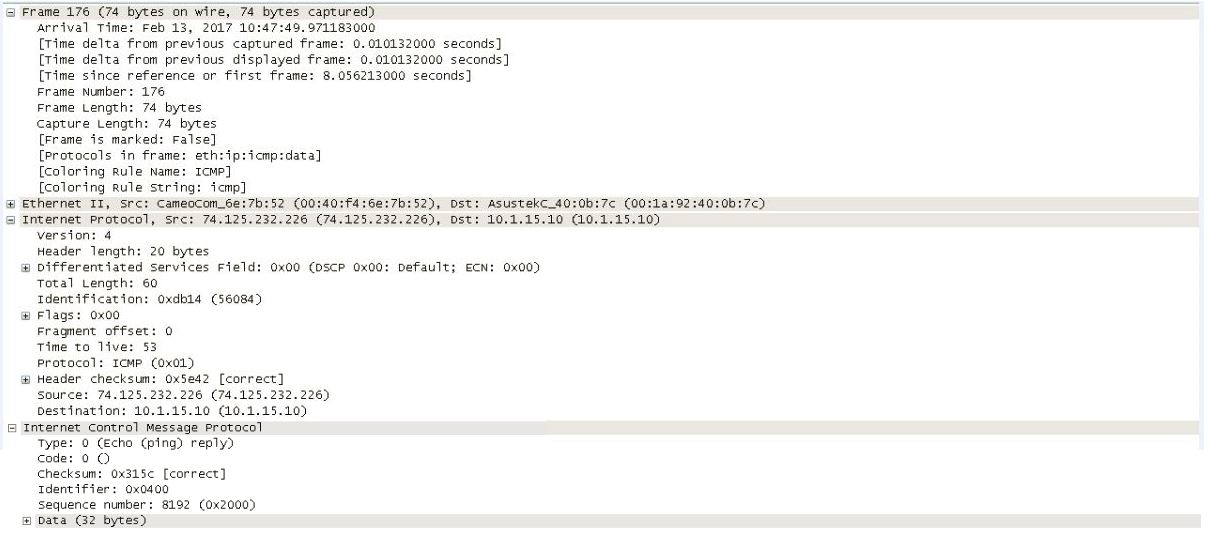 Frame 176 (74 bytes on wire, 74 bytes captured)
Arrival Time: Feb 13, 2017 10:47:49.971183000
[Time delta from previous captured frame: 0.010132000 seconds]
[Time delta from previous displayed frame: 0.010132000 seconds]
[Time since reference or first frame: 8.056213000 seconds]
Frame Number: 176
Frame Length: 74 bytes
Capture Length: 74 bytes
[Frame is marked: False]
[Protocols in frame: eth:ip:icmp:data]
[Coloring Rule Name: ICMP]
[Coloring Rule String: icmp]
Ethernet II, Src: CameoCom_6e:7b:52 (00:40:f4:6e:7b:52), Dst: AsustekC_40:0b:7c (00:1a:92:40:0b:7c)
Internet Protocol, Src: 74.125.232.226 (74.125.232.226), Dst: 10.1.15.10 (10.1.15.10)
Version: 4
Header length: 20 bytes
Differentiated Services Field: 0x00 (DSCP 0x00: Default; ECN: 0x00)
Total Length: 60
Identification: 0xdb14 (56084)
Flags: 0x00
Fragment offset: 0
Time to live: 53
Protocol: ICMP (0x01)
Header checksum: 0x5e42 [correct]
Source: 74.125.232.226 (74.125.232.226)
Destination: 10.1.15.10 (10.1.15.10)
Internet Control Message Protocol
Type: 0 (Echo (ping) reply)
Code: 0 ()
Checksum: 0x315c [correct]
Identifier: 0x0400
Sequence number: 8192 (0x2000)
Data (32 bytes)